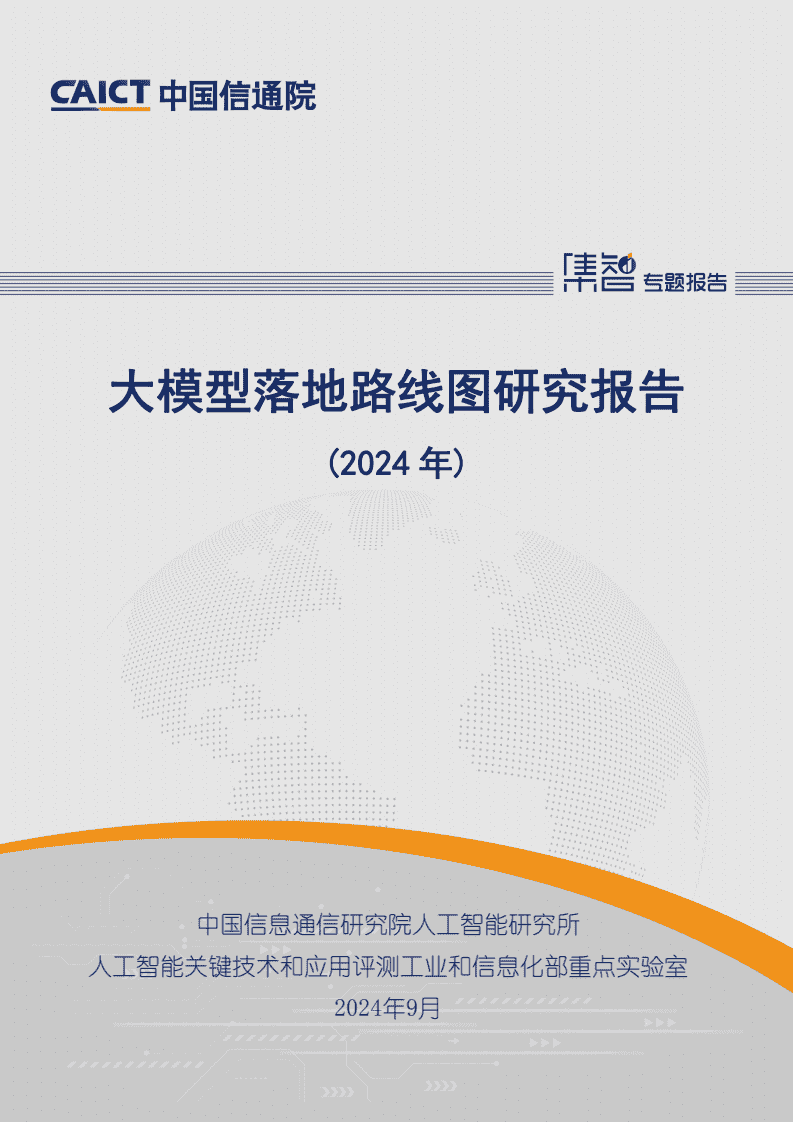 CAICT 中国信通院
集智 专题报告
大模型落地路线图研究报告
(2024 年)
中国信息通信研究院人工智能研究所
人工智能关键技术和应用评测工业和信息化部重点实验室
2024年9月